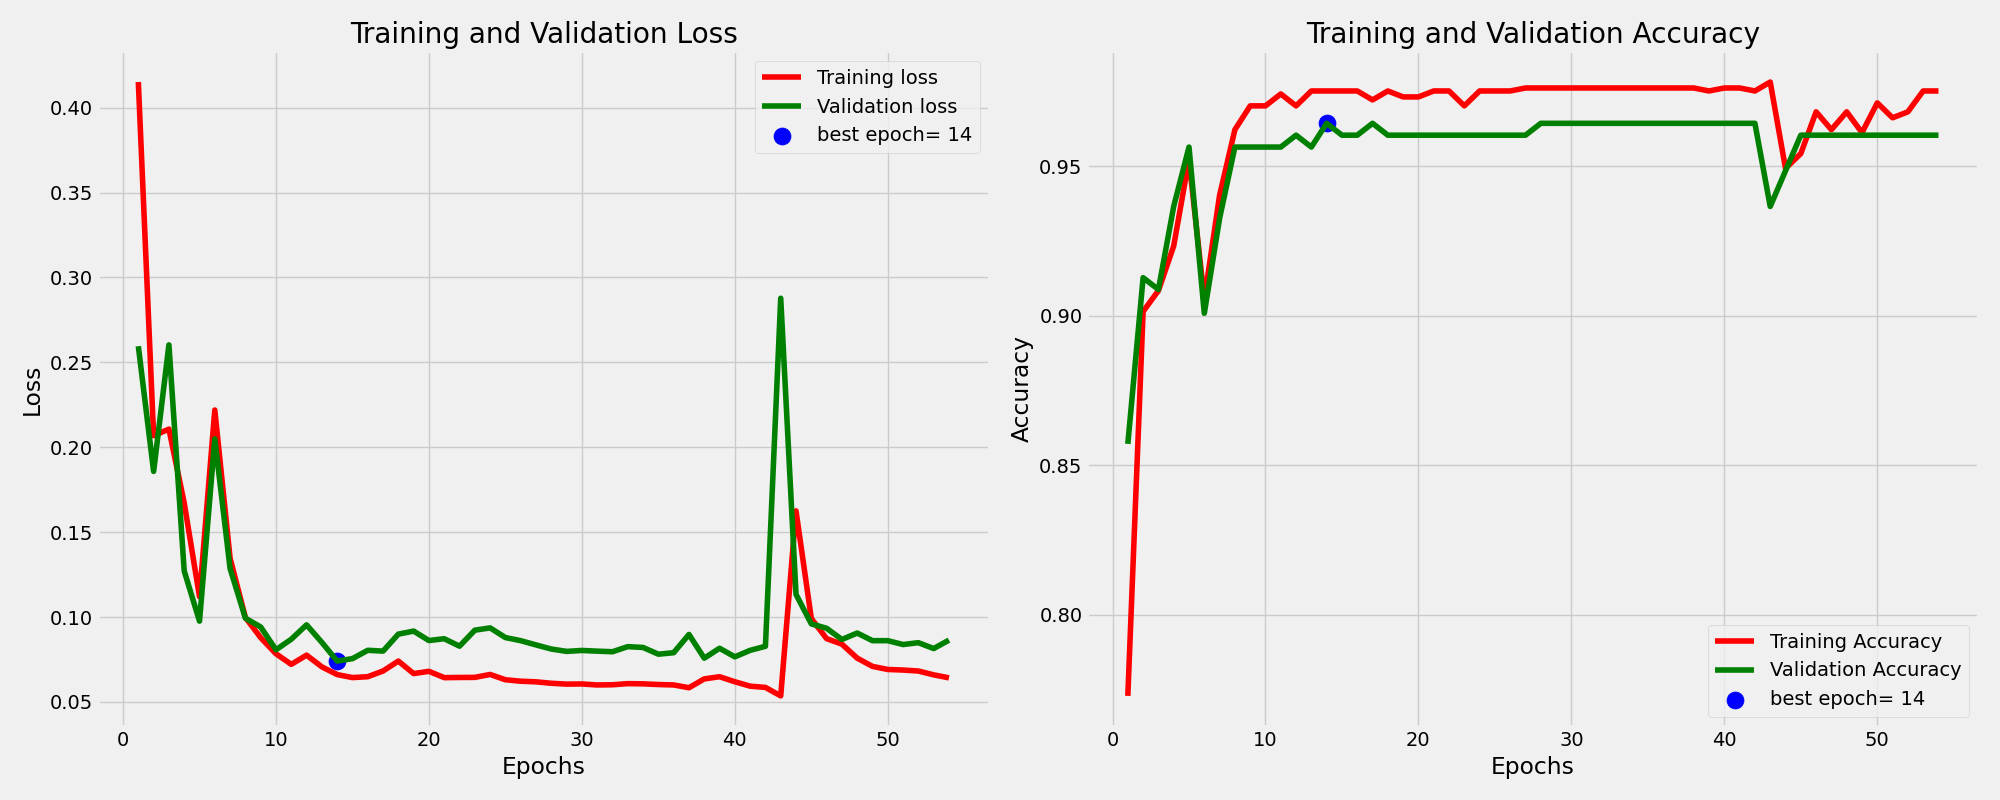 Training and Validation Loss
Training loss
Validation loss
best epoch= 14
0.40
0.35
0.30
0.25
0.20
0.15
0.10
0.05
Loss
0 10 20 30 40 50
Epochs
Training and Validation Accuracy
0.95
0.90
0.85
0.80
Accuracy
Training Accuracy
Validation Accuracy
best epoch= 14
0 10 20 30 40 50
Epochs